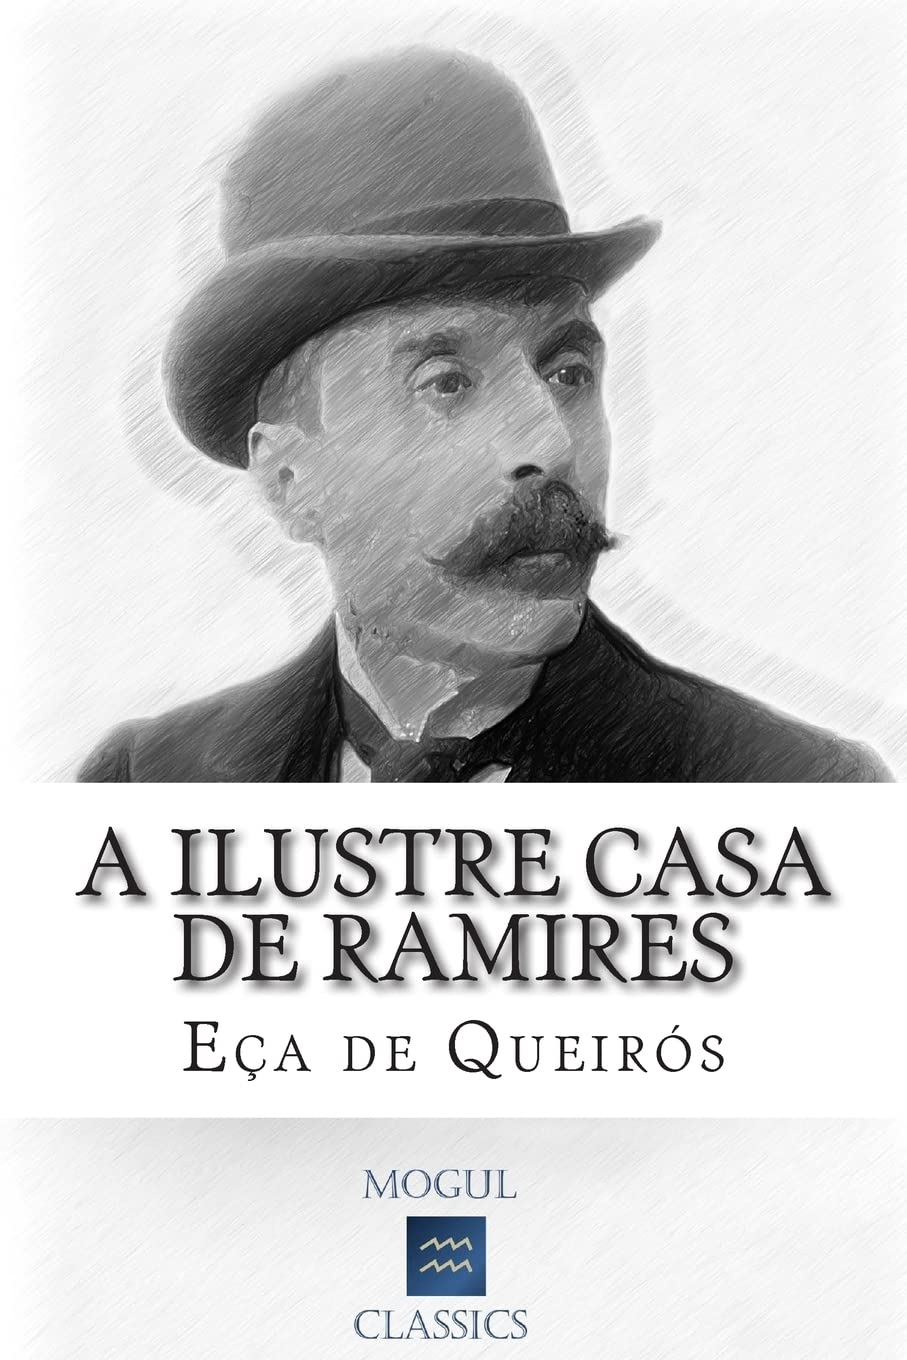 A ILUSTRE CASA
DE RAMIRES
EÇA DE QUEIRÓS
MOGUL
CLASSICS